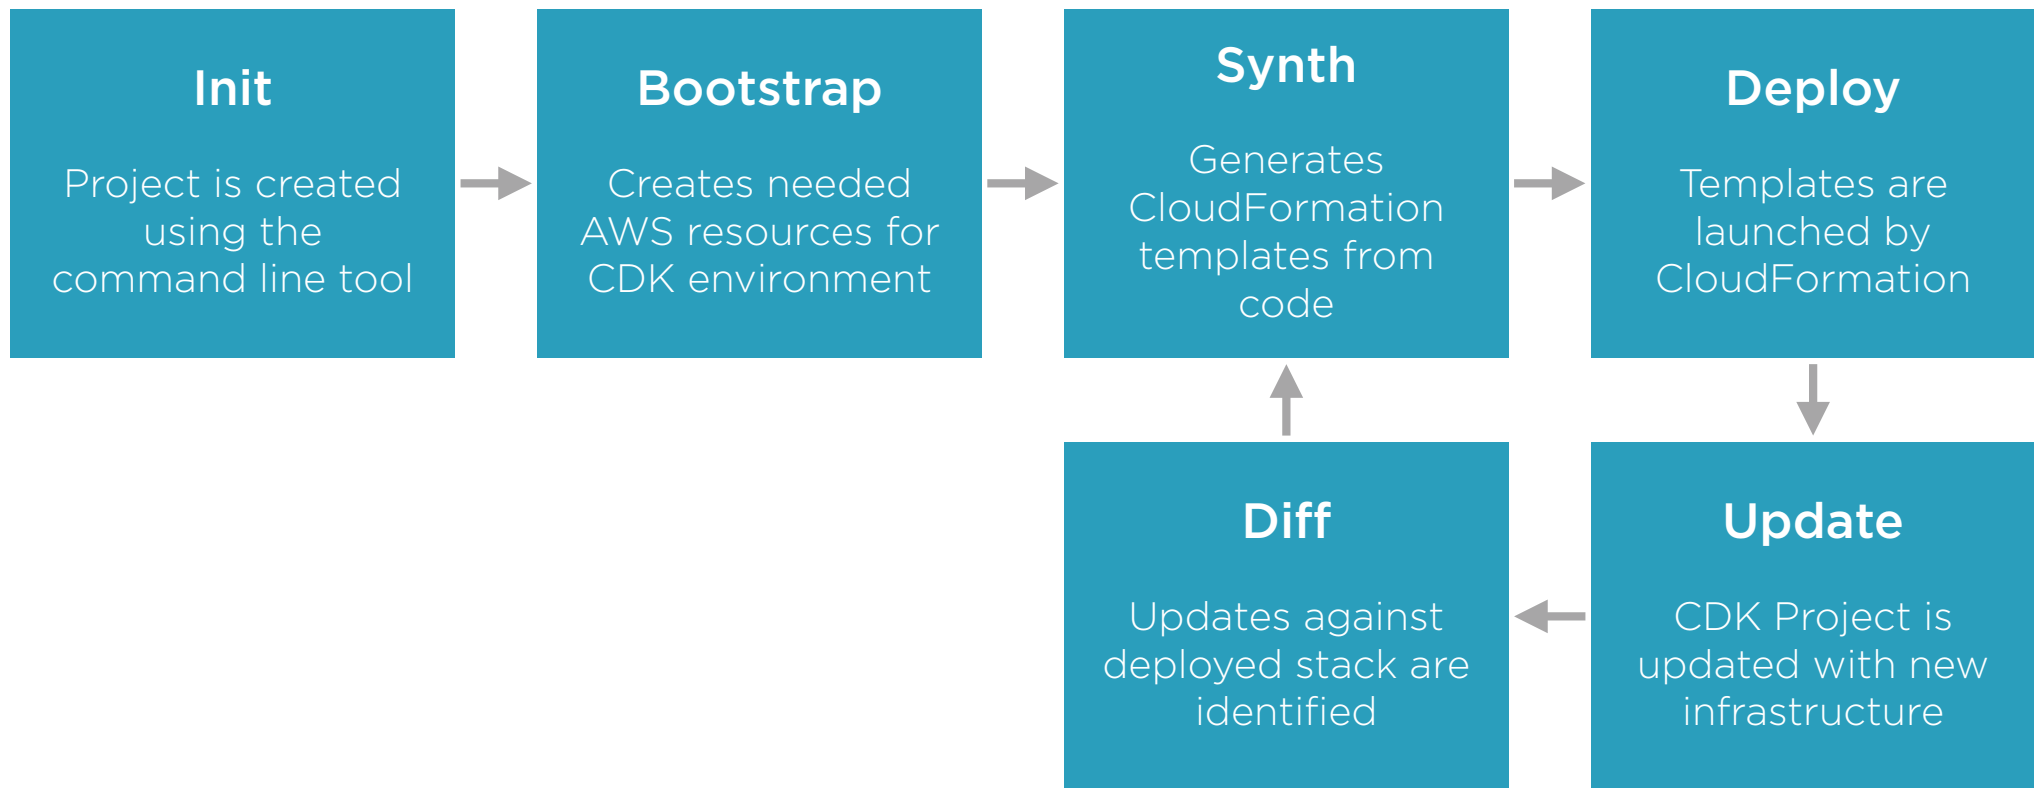 Init
Project is created
using the
command line tool
Bootstrap
Creates needed
AWS resources for
CDK environment
Synth
Generates
CloudFormation
templates from
code
Deploy
Templates are
launched by
CloudFormation
Diff
Updates against
deployed stack are
identified
Update
CDK Project is
updated with new
infrastructure